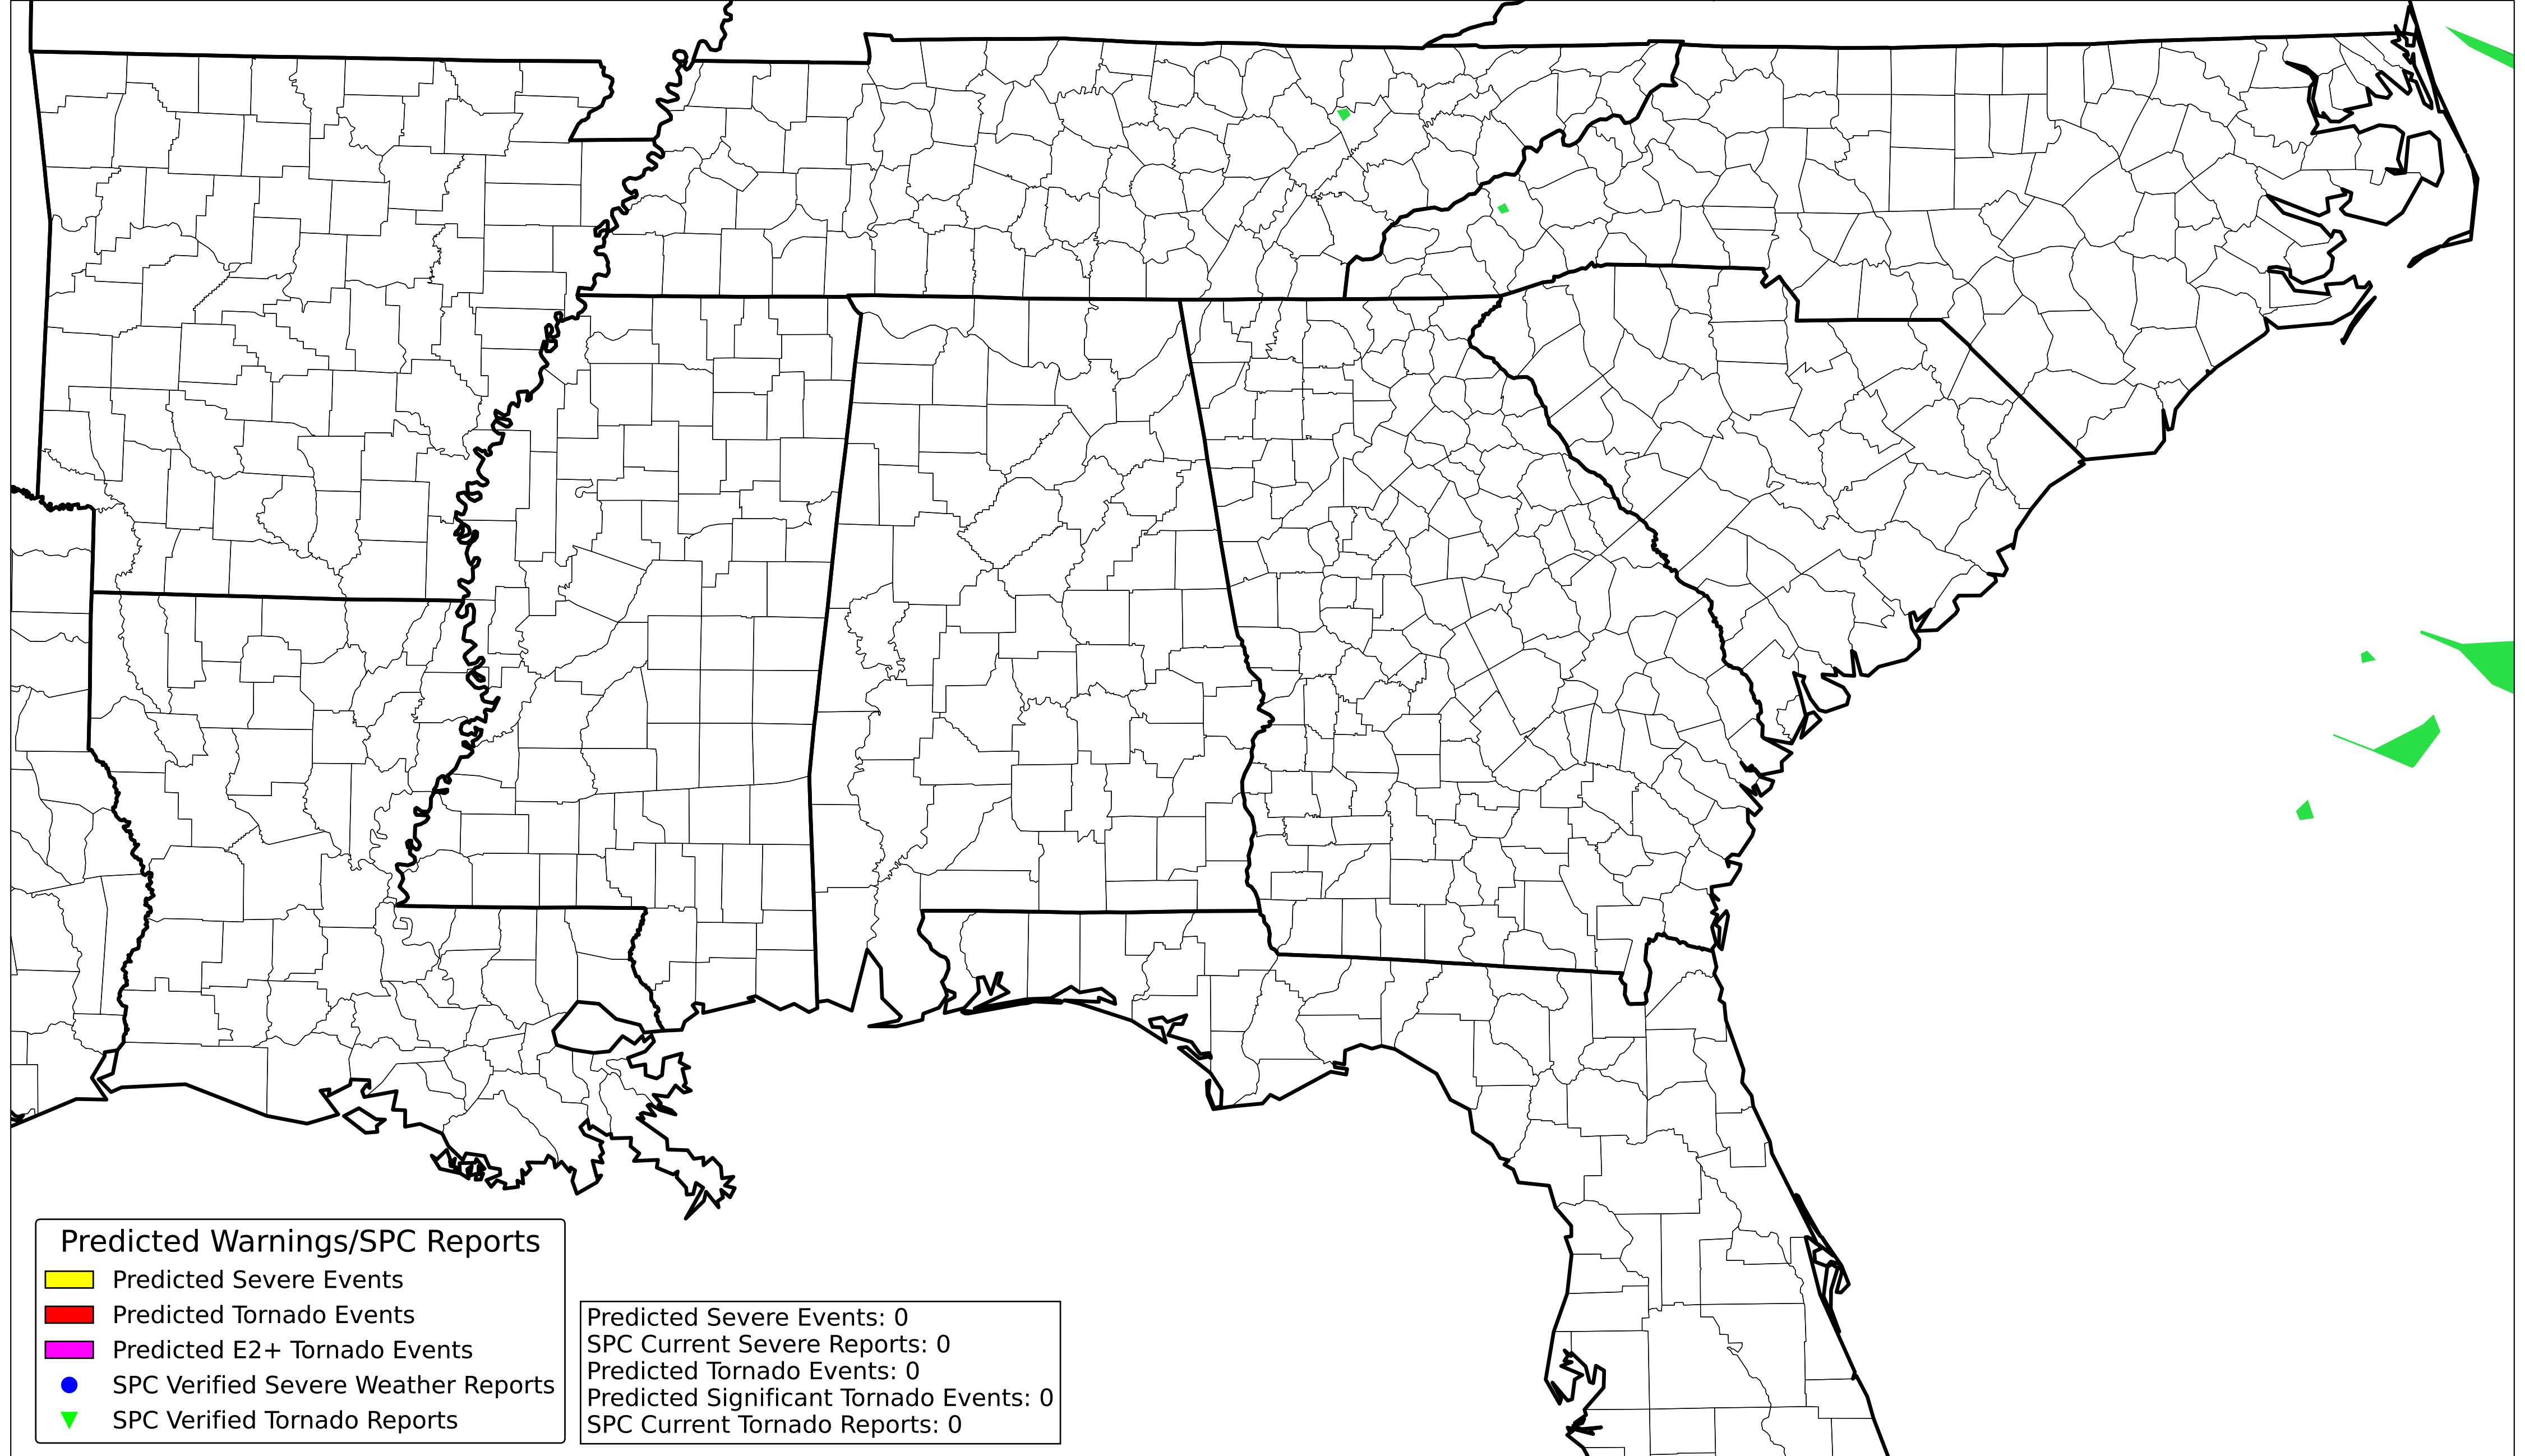 Predicted Warnings/SPC Reports
Predicted Severe Events
Predicted Tornado Events
Predicted E2+ Tornado Events
SPC Verified Severe Weather Reports
SPC Verified Tornado Reports
Predicted Severe Events: 0
SPC Current Severe Reports: 0
Predicted Tornado Events: 0
Predicted Significant Tornado Events: 0
SPC Current Tornado Reports: 0